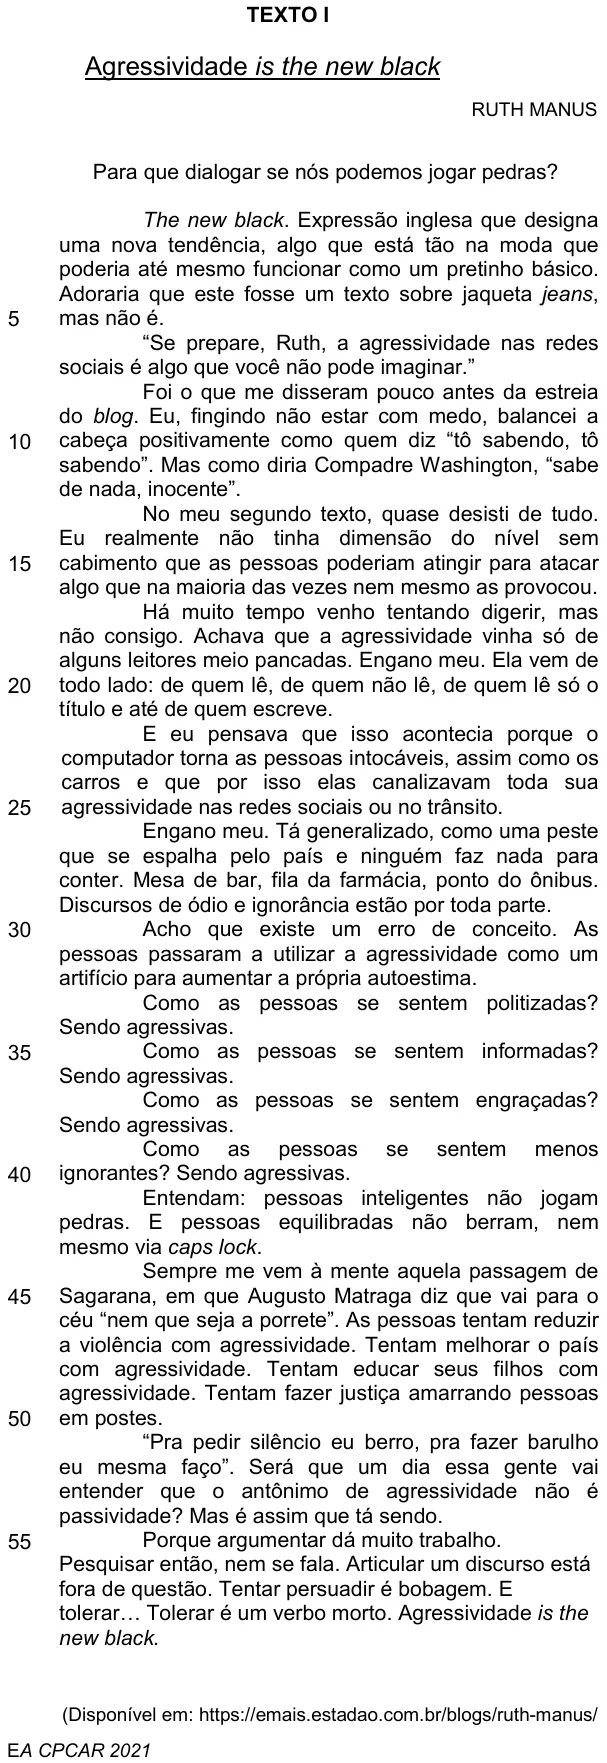 TEXTO I
Agressividade is the new black
RUTH MANUS
Para que dialogar se nós podemos jogar pedras?
The new black. Expressão inglesa que designa
uma nova tendência, algo que está tão na moda que
poderia até mesmo funcionar como um pretinho básico.
Adoraria que este fosse um texto sobre jaqueta jeans,
5 mas não é.
“Se prepare, Ruth, a agressividade nas redes
sociais é algo que você não pode imaginar.”
Foi o que me disseram pouco antes da estreia
do blog. Eu, fingindo não estar com medo, balancei a
10 cabeça positivamente como quem diz “tô sabendo, tô
sabendo”. Mas como diria Compadre Washington, “sabe
de nada, inocente”.
No meu segundo texto, quase desisti de tudo.
Eu realmente não tinha dimensão do nível sem
15 cabimento que as pessoas poderiam atingir para atacar
algo que na maioria das vezes nem mesmo as provocou.
Há muito tempo venho tentando digerir, mas
não consigo. Achava que a agressividade vinha só de
alguns leitores meio pancadas. Engano meu. Ela vem de
20 todo lado: de quem lê, de quem não lê, de quem lê só o
título e até de quem escreve.
E eu pensava que isso acontecia porque o
computador torna as pessoas intocáveis, assim como os
carros e que por isso elas canalizavam toda sua
25 agressividade nas redes sociais ou no trânsito.
Engano meu. Tá generalizado, como uma peste
que se espalha pelo país e ninguém faz nada para
conter. Mesa de bar, fila da farmácia, ponto do ônibus.
Discursos de ódio e ignorância estão por toda parte.
30 Acho que existe um erro de conceito. As
pessoas passaram a utilizar a agressividade como um
artifício para aumentar a própria autoestima.
Como as pessoas se sentem politizadas?
Sendo agressivas.
35 Como as pessoas se sentem informadas?
Sendo agressivas.
Como as pessoas se sentem engraçadas?
Sendo agressivas.
Como as pessoas se sentem menos
40 ignorantes? Sendo agressivas.
Entendam: pessoas inteligentes não jogam
pedras. E pessoas equilibradas não berram, nem
mesmo via caps lock.
Sempre me vem à mente aquela passagem de
45 Sagarana, em que Augusto Matraga diz que vai para o
céu “nem que seja a porrete”. As pessoas tentam reduzir
a violência com agressividade. Tentam melhorar o país
com agressividade. Tentam educar seus filhos com
agressividade. Tentam fazer justiça amarrando pessoas
50 em postes.
“Pra pedir silêncio eu berro, pra fazer barulho
eu mesma faço”. Será que um dia essa gente vai
entender que o antônimo de agressividade não é
passividade? Mas é assim que tá sendo.
55 Porque argumentar dá muito trabalho.
Pesquisar então, nem se fala. Articular um discurso está
fora de questão. Tentar persuadir é bobagem. E
tolerar… Tolerar é um verbo morto. Agressividade is the
new black.
(Disponível em: https://emais.estadao.com.br/blogs/ruth-manus/
EA CPCAR 2021